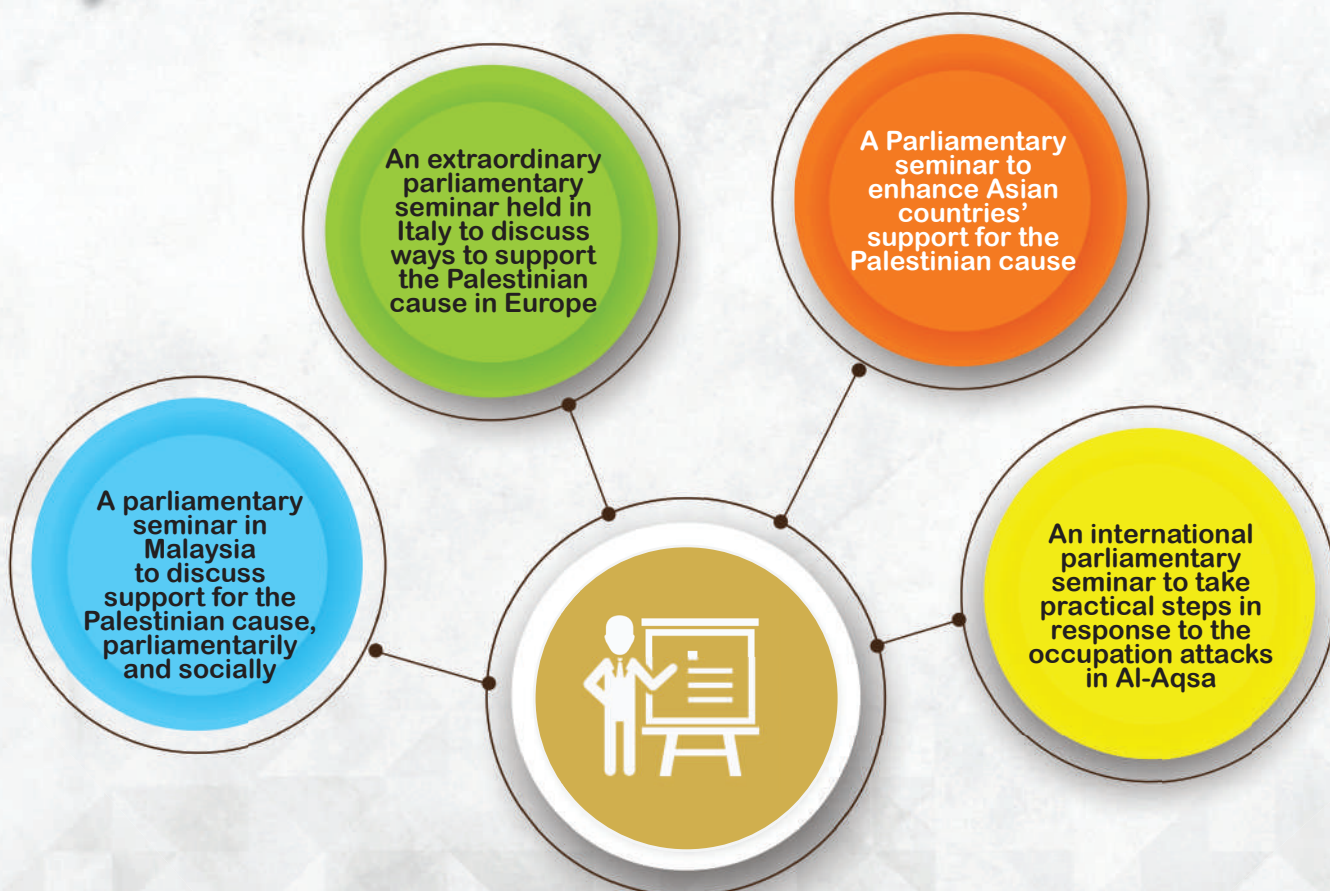 A parliamentary
seminar in
Malaysia
to discuss
support for the
Palestinian cause,
parliamentarily
and socially
An extraordinary
parliamentary
seminar held in
Italy to discuss
ways to support
the Palestinian
cause in Europe
A Parliamentary
seminar to
enhance Asian
countries’
support for the
Palestinian cause
An international
parliamentary
seminar to take
practical steps in
response to the
occupation attacks
in Al-Aqsa